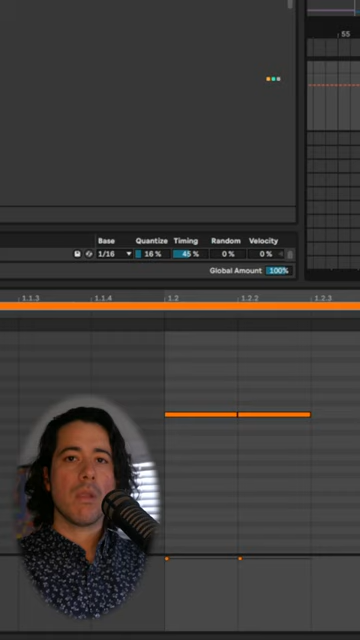 55
Base Quantize Timing Random Velocity
1/16 16 % 45 % 0 % 0 %
Global Amount 100%
1.1.3 1.1.4 1.2 1.2.2 1.2.3